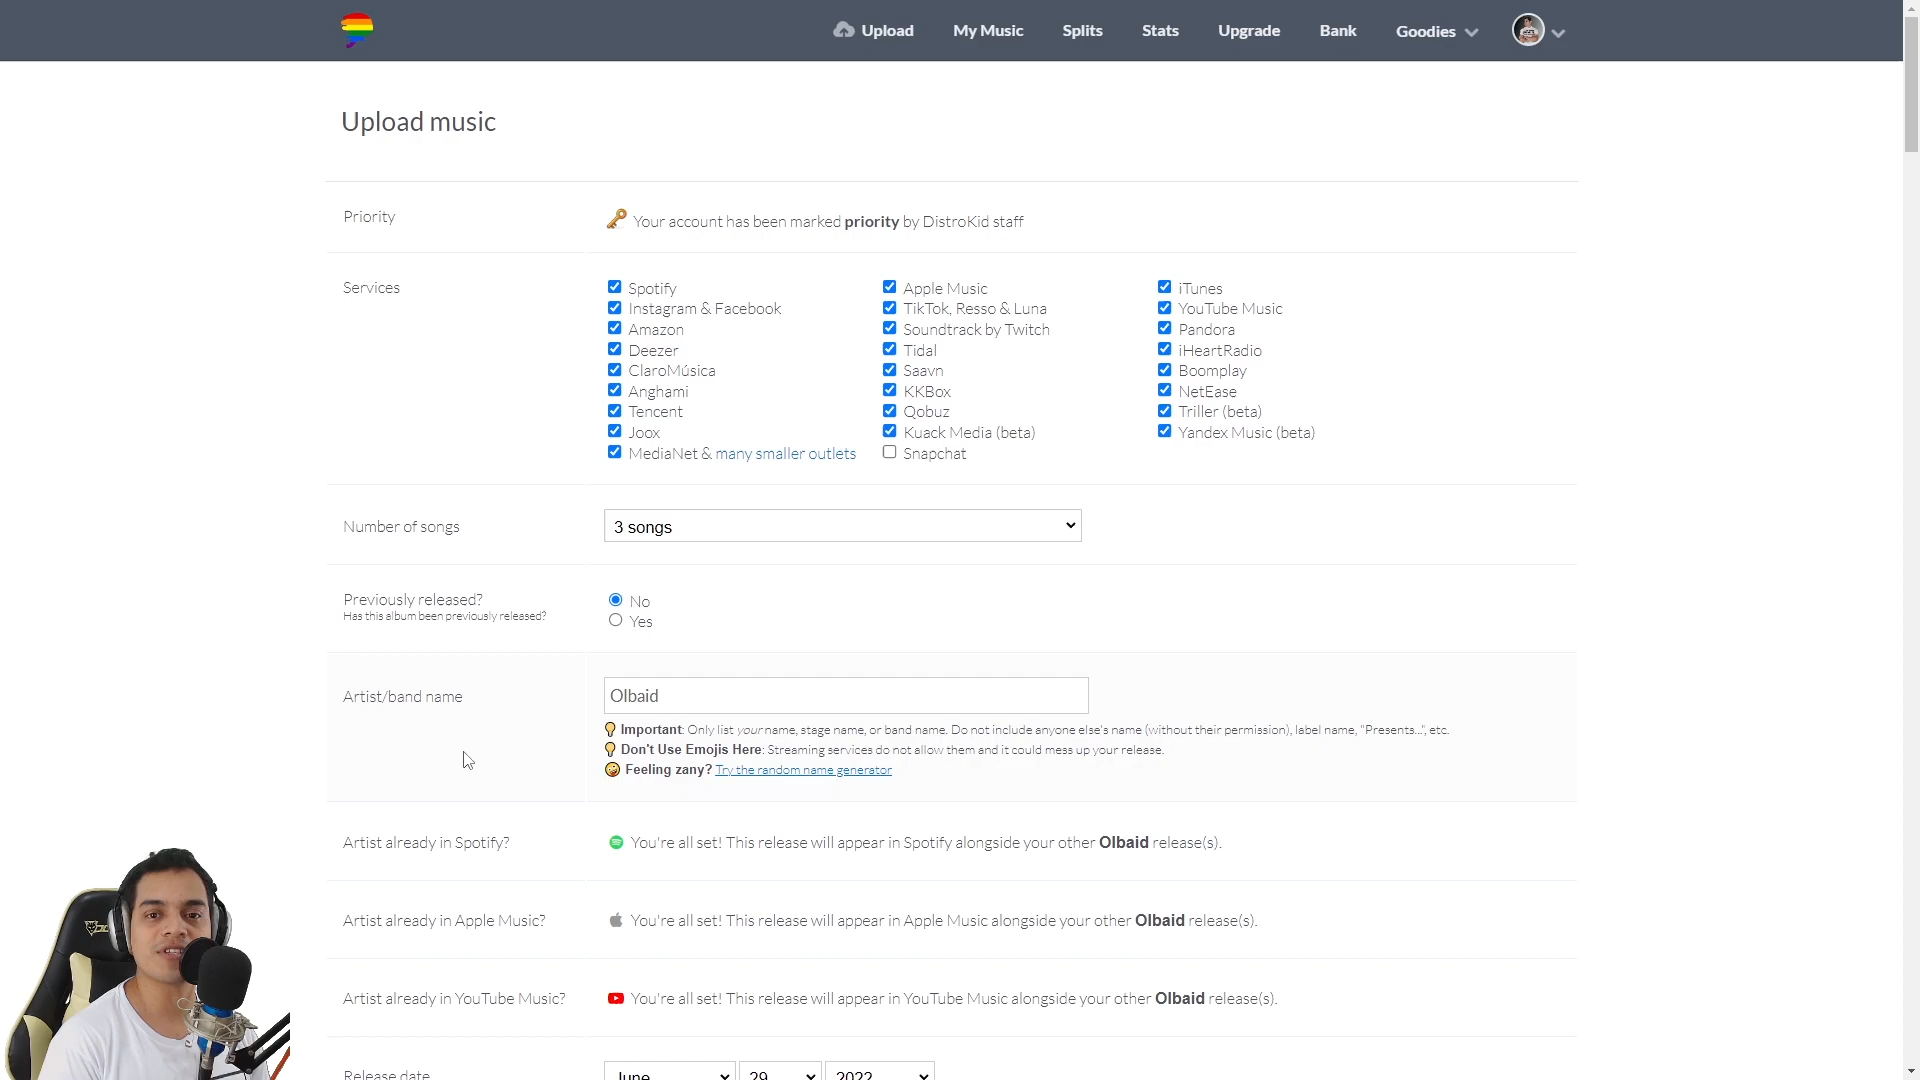 Upload My Music Splits Stats Upgrade Bank Goodies
Upload music
Priority Your account has been marked priority by DistroKid staff
Services
Spotify Apple Music iTunes
Instagram & Facebook TikTok, Resso & Luna YouTube Music
Amazon Soundtrack by Twitch Pandora
Deezer Tidal iHeartRadio
ClaroMúsica Saavn Boomplay
Anghami KKBox NetEase
Tencent Qobuz Triller (beta)
Joox Kuack Media (beta) Yandex Music (beta)
MediaNet & many smaller outlets Snapchat
Number of songs 3 songs
Previously released? No
Has this album been previously released? Yes
Artist/band name Olbaid
Important: Only list your name, stage name, or band name. Do not include anyone else's name (without their permission), label name, "Presents...", etc.
Don't Use Emojis Here: Streaming services do not allow them and it could mess up your release.
Feeling zany? Try the random name generator
Artist already in Spotify? You're all set! This release will appear in Spotify alongside your other Olbaid release(s).
Artist already in Apple Music? You're all set! This release will appear in Apple Music alongside your other Olbaid release(s).
Artist already in YouTube Music? You're all set! This release will appear in YouTube Music alongside your other Olbaid release(s).
Release date June 29 2022